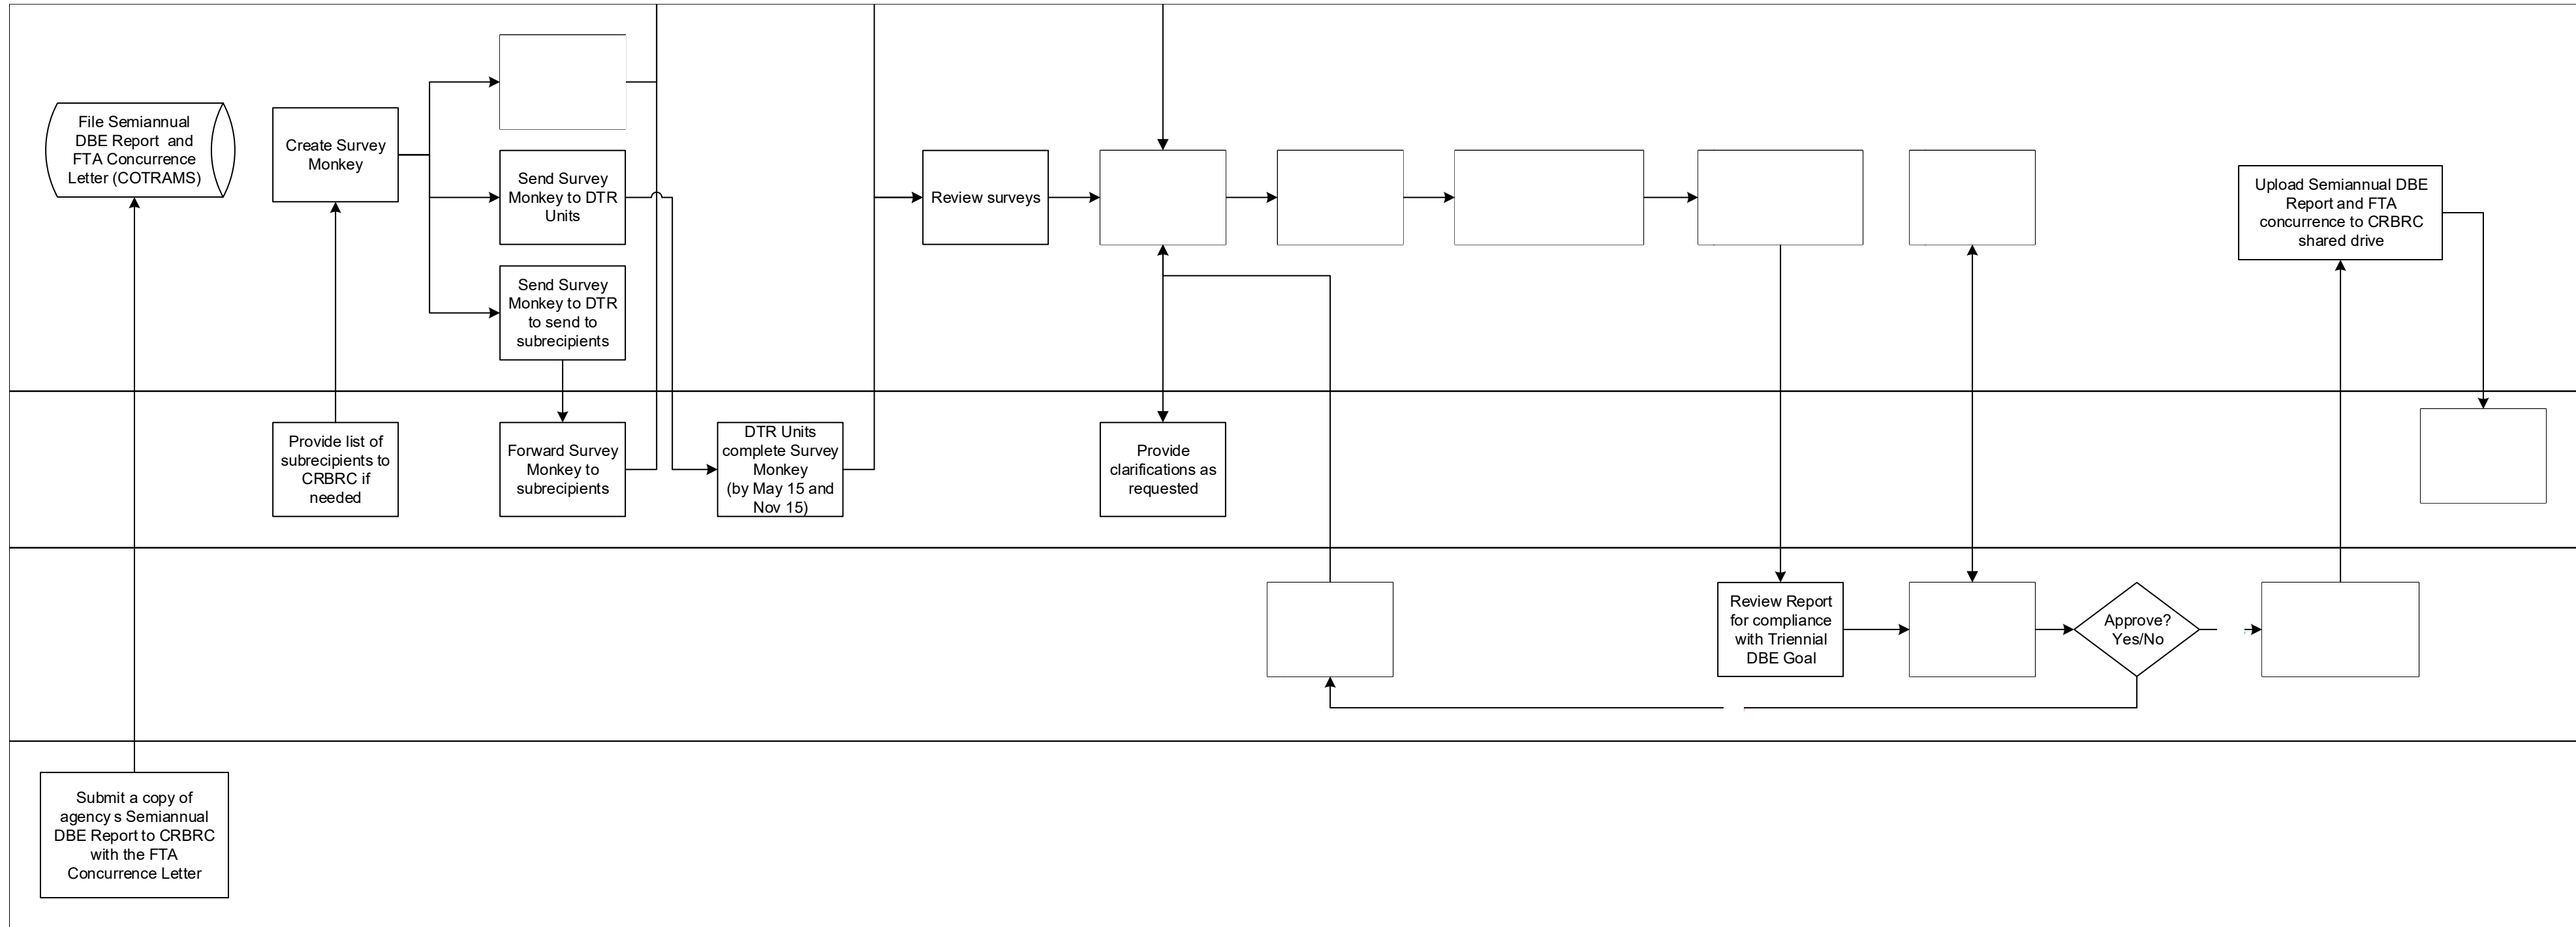 File Semiannual
DBE Report and
FTA Concurrence
Letter (COTRAMS)
Create Survey
Monkey
Send Survey
Monkey to DTR
Units
Send Survey
Monkey to DTR
to send to
subrecipients
Review surveys
Upload Semiannual DBE
Report and FTA
concurrence to CRBRC
shared drive
Provide list of
subrecipients to
CRBRC if
needed
Forward Survey
Monkey to
subrecipients
DTR Units
complete Survey
Monkey
(by May 15 and
Nov 15)
Provide
clarifications as
requested
Review Report
for compliance
with Triennial
DBE Goal
Approve?
Yes/No
Submit a copy of
agency s Semiannual
DBE Report to CRBRC
with the FTA
Concurrence Letter